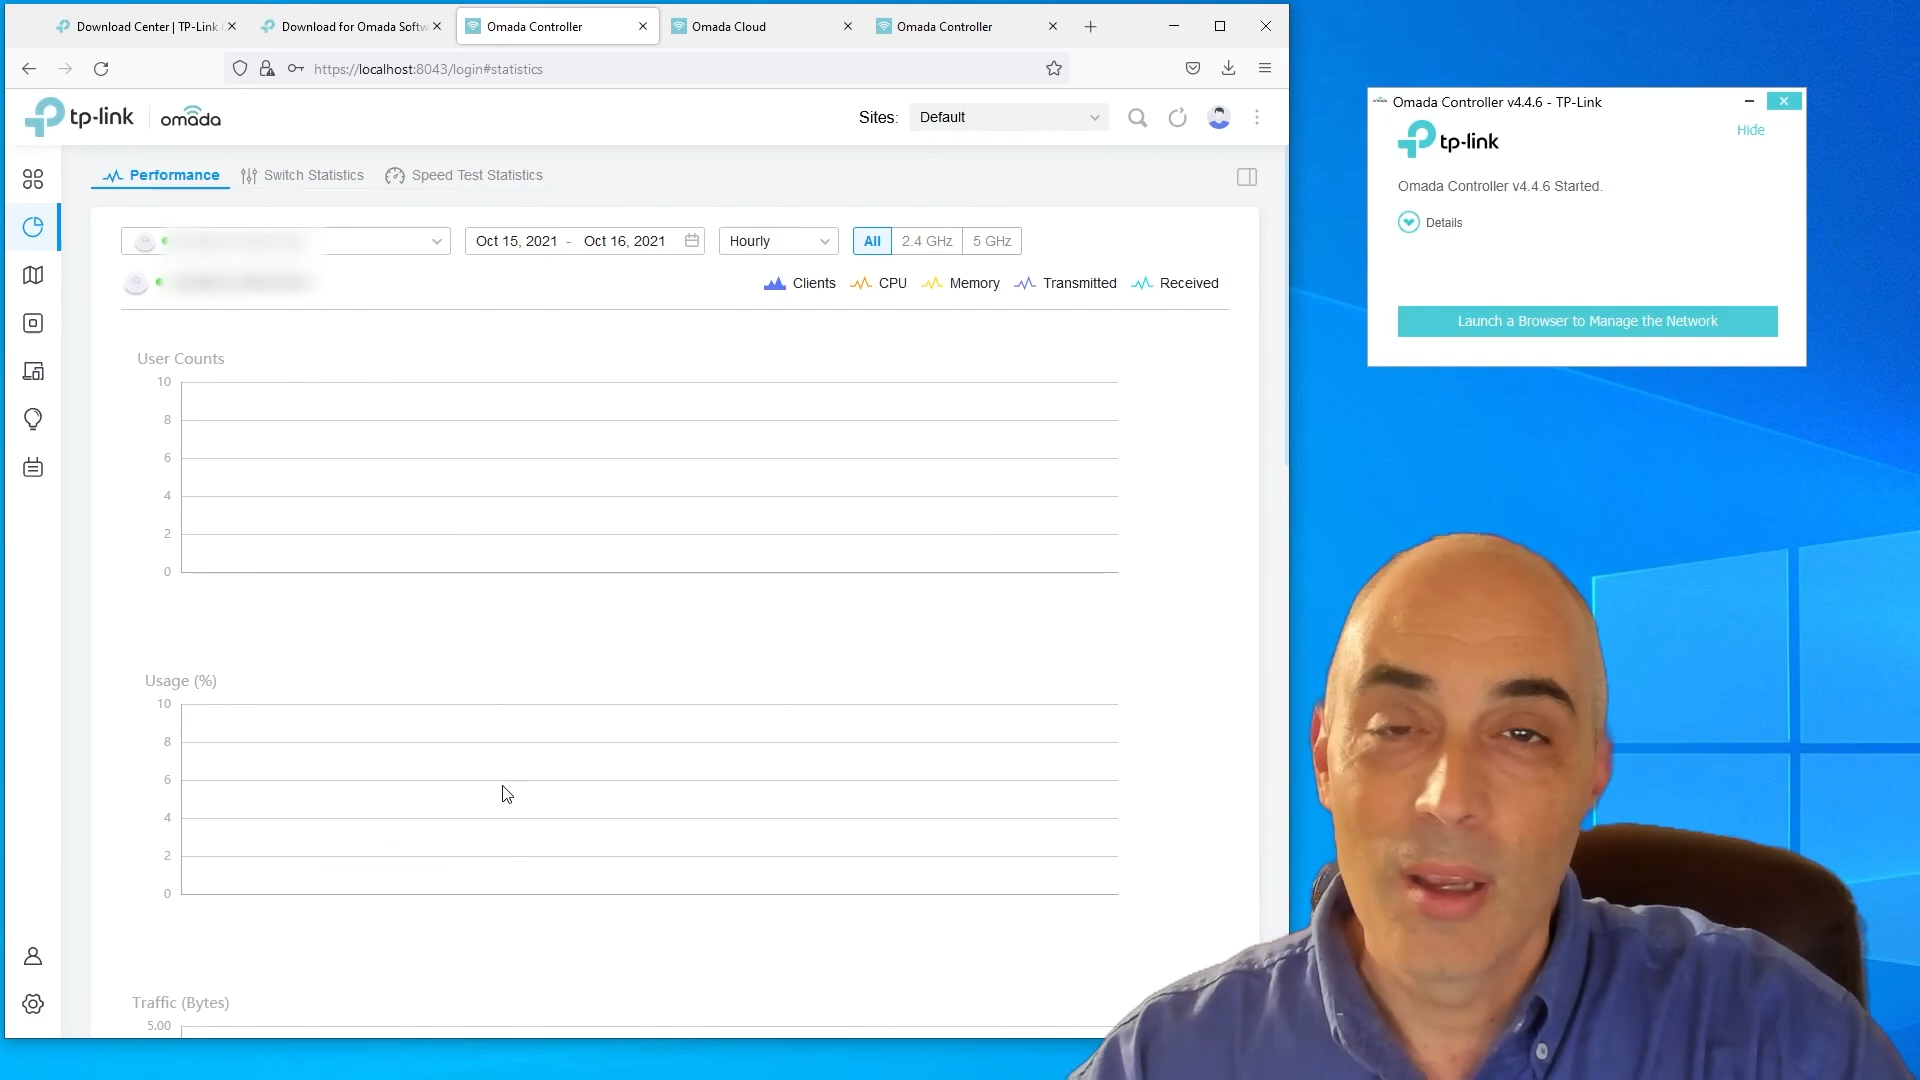 Download Center | TP-Link
Download for Omada Softw
Omada Controller
Omada Cloud
Omada Controller
https://localhost:8043/login#statistics
tp-link
omada
Sites:
Default
Performance
Switch Statistics
Speed Test Statistics
Oct 15, 2021 - Oct 16, 2021
Hourly
All
2.4 GHz
5 GHz
Clients
CPU
Memory
Transmitted
Received
User Counts
10
8
6
4
2
0
Usage (%)
10
8
6
4
2
0
Traffic (Bytes)
5.00
Omada Controller v4.4.6 - TP-Link
tp-link
Hide
Omada Controller v4.4.6 Started.
Details
Launch a Browser to Manage the Network